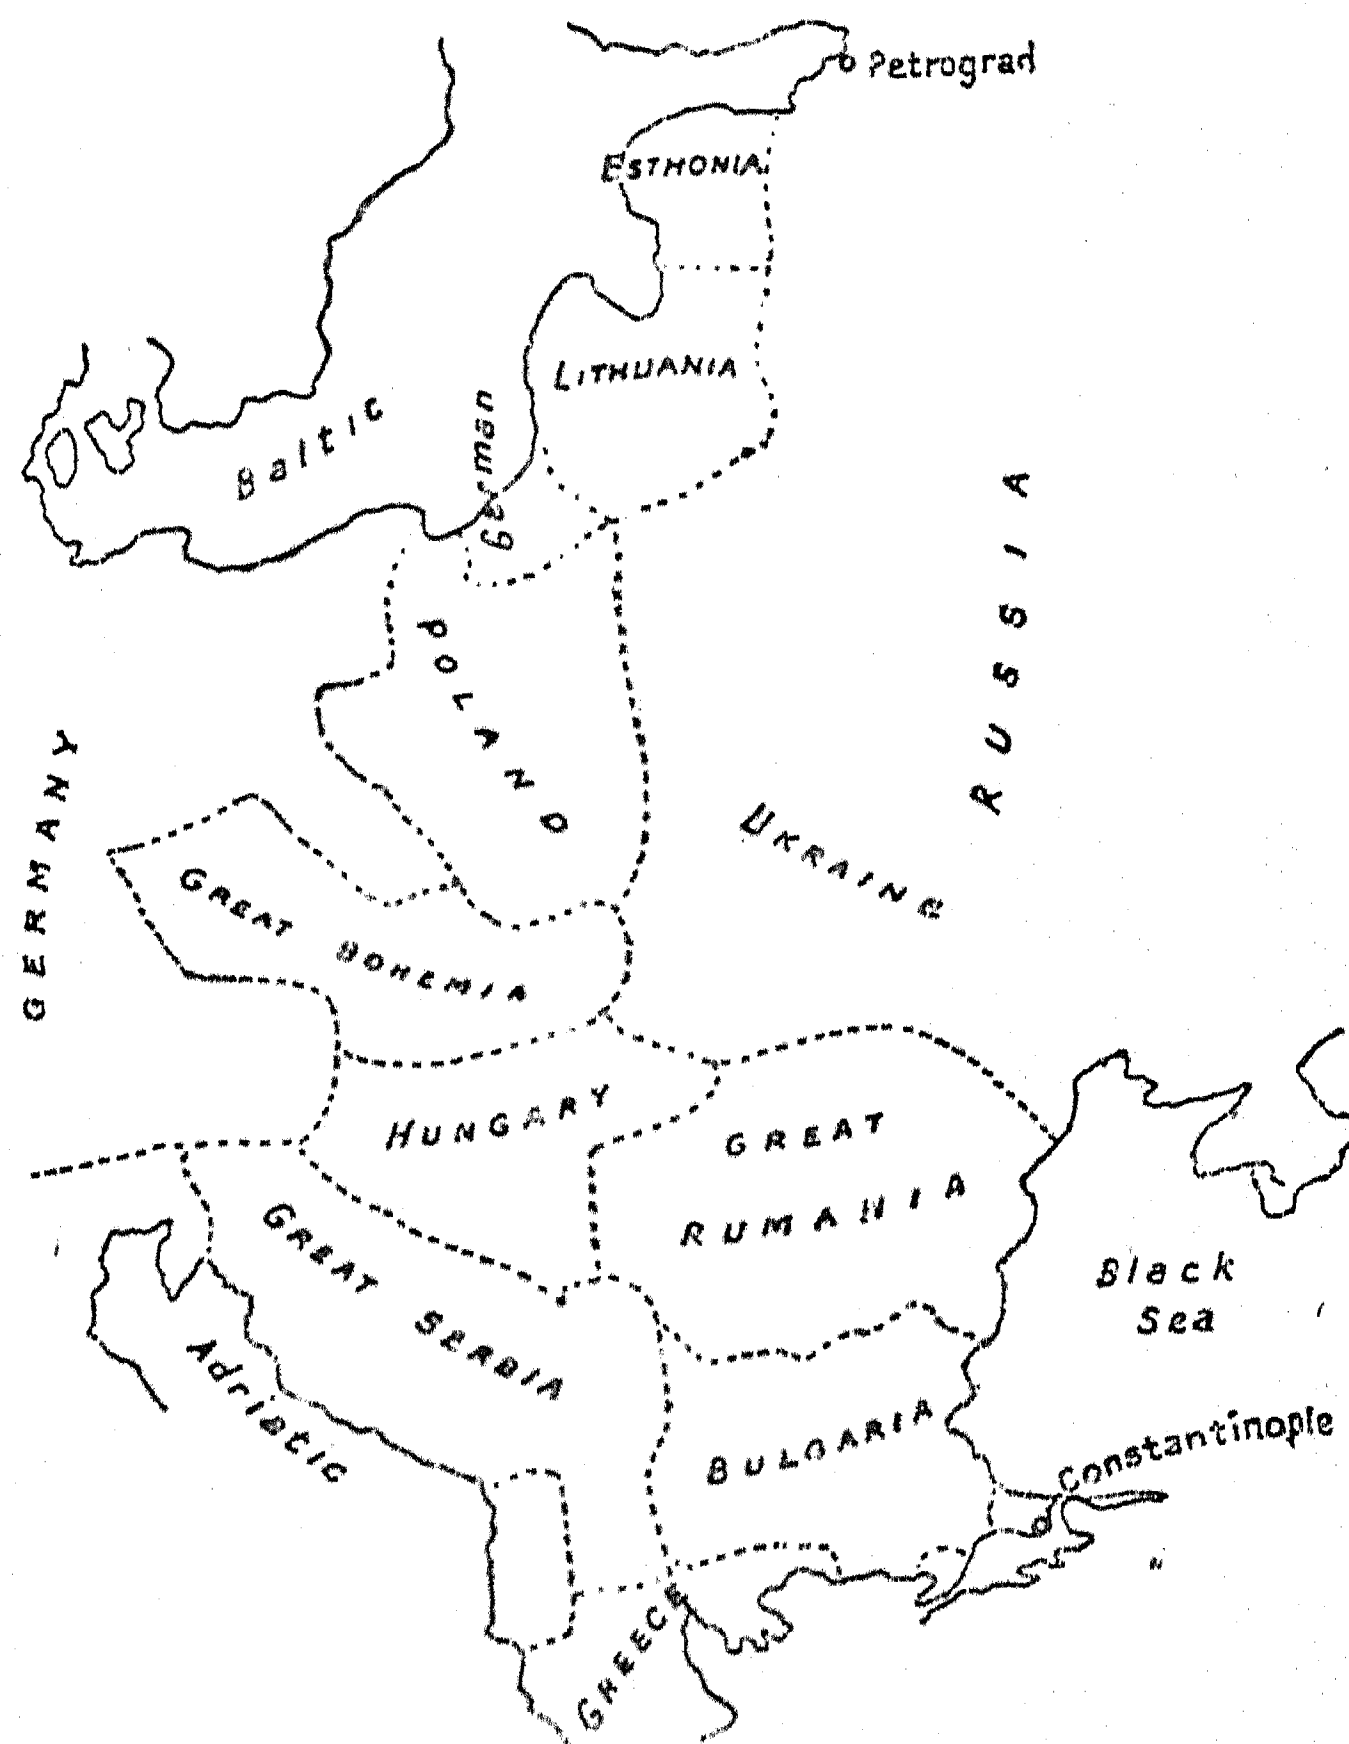 Petrograd
ESTHONIA
LITHUANIA
Baltic
German
RUSSIA
POLAND
GERMANY
UKRAINE
GREAT BOHEMIA
HUNGARY
GREAT
RUMANIA
GREAT SERBIA
Black
Sea
Adriatic
BULGARIA
Constantinople
GREECE